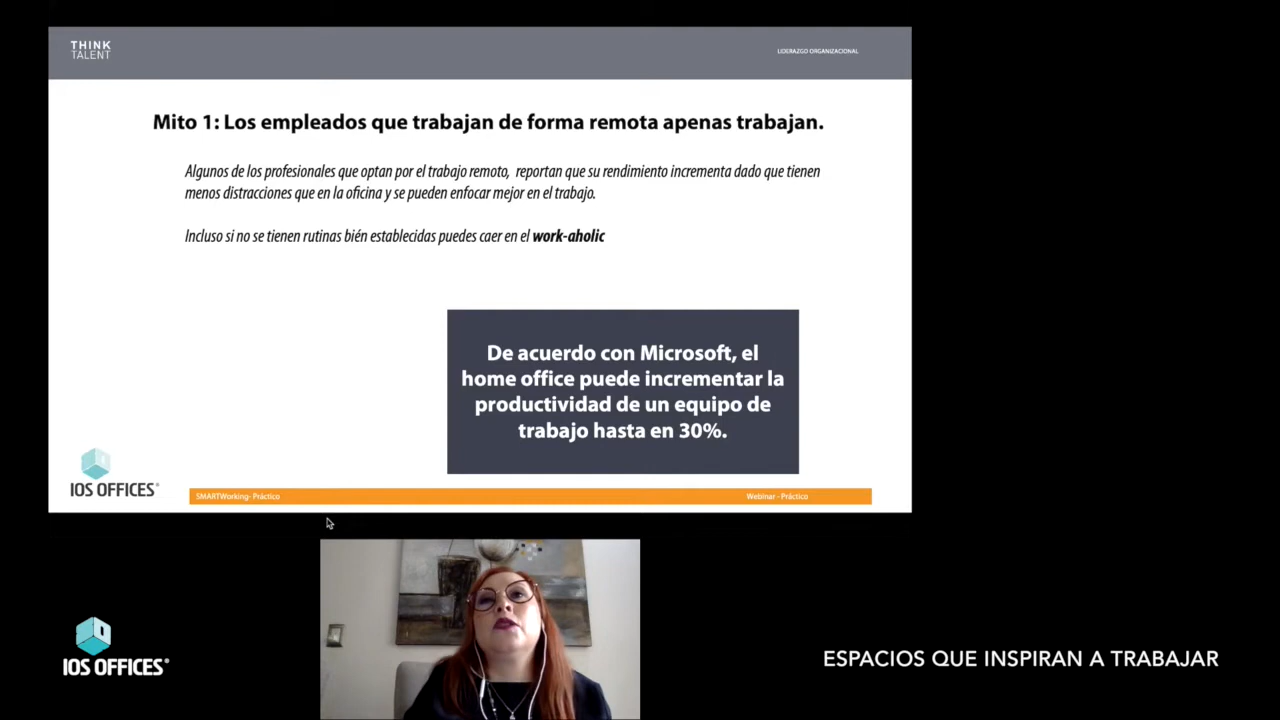 THINK
TALENT
LIDERAZGO ORGANIZACIONAL
Mito 1: Los empleados que trabajan de forma remota apenas trabajan.
Algunos de los profesionales que optan por el trabajo remoto, reportan que su rendimiento incrementa dado que tienen
menos distracciones que en la oficina y se pueden enfocar mejor en el trabajo.
Incluso si no se tienen rutinas bién establecidas puedes caer en el work-aholic
De acuerdo con Microsoft, el
home office puede incrementar la
productividad de un equipo de
trabajo hasta en 30%.
IOS OFFICES®
SMARTWorking- Práctico
Webinar - Práctico
IOS OFFICES®
ESPACIOS QUE INSPIRAN A TRABAJAR